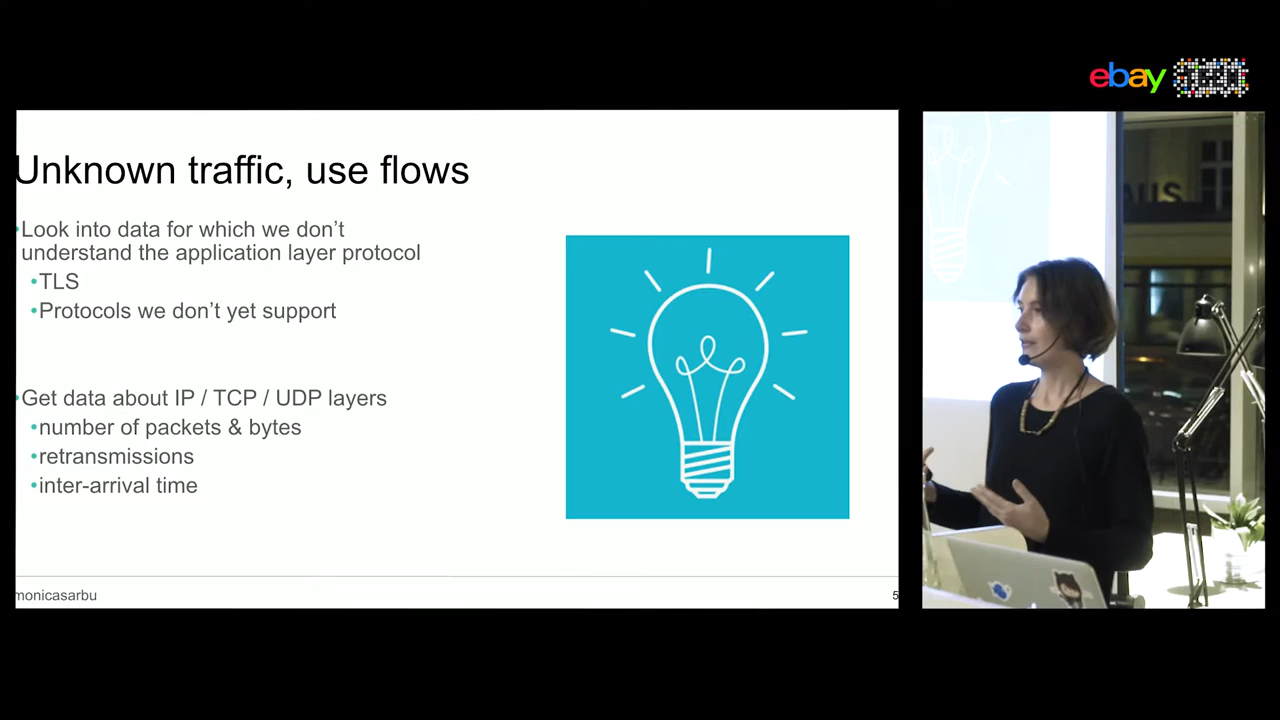 ebay
Unknown traffic, use flows
•Look into data for which we don’t
understand the application layer protocol
•TLS
•Protocols we don’t yet support
•Get data about IP / TCP / UDP layers
•number of packets & bytes
•retransmissions
•inter-arrival time
monicasarbu
5
AUS